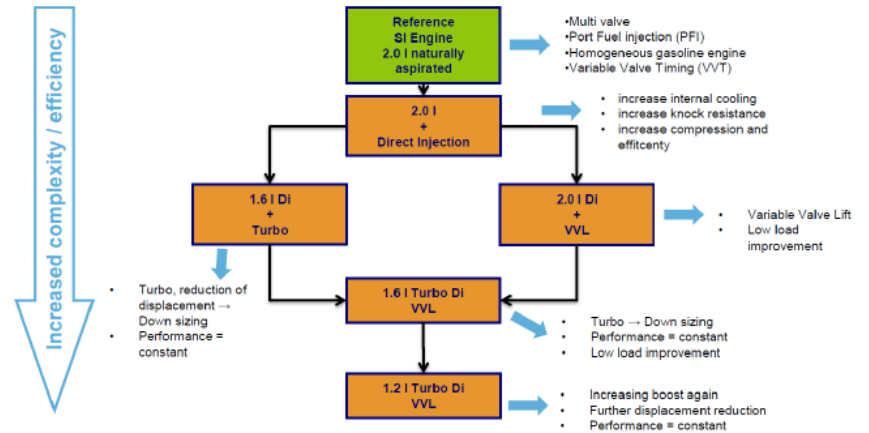 Increased complexity / efficiency
Reference
SI Engine
2.0 l naturally
aspirated
•Multi valve
•Port Fuel injection (PFI)
•Homogeneous gasoline engine
•Variable Valve Timing (VVT)
2.0 l
+
Direct Injection
• increase internal cooling
• increase knock resistance
• increase compression and
effitcenty
1.6 l Di
+
Turbo
2.0 l Di
+
VVL
• Variable Valve Lift
• Low load
improvement
• Turbo, reduction of
displacement →
Down sizing
• Performance =
constant
1.6 l Turbo Di
VVL
• Turbo → Down sizing
• Performance = constant
• Low load improvement
1.2 l Turbo Di
VVL
• Increasing boost again
• Further displacement reduction
• Performance = constant